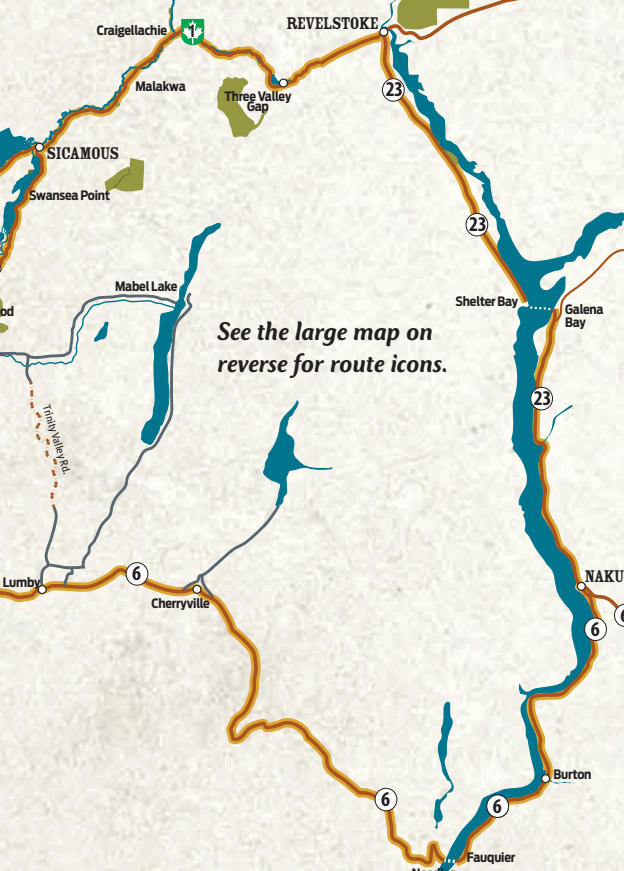 REVELSTOKE
Craigellachie
1
Malakwa
Three Valley
Gap
23
SICAMOUS
Swansea Point
23
Mabel Lake
Shelter Bay
Galena
Bay
od
See the large map on
reverse for route icons.
23
Trinity Valley Rd.
6
NAKU
Lumby
Cherryville
6
6
6
Burton
6
Fauquier